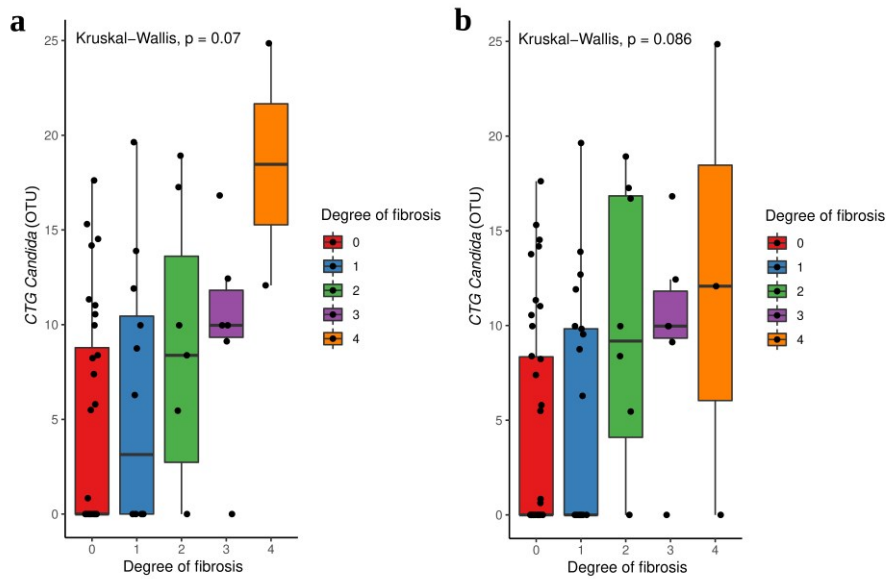 a
Kruskal−Wallis, p = 0.07
CTG Candida (OTU)
25
20
15
10
5
0
0 1 2 3 4
Degree of fibrosis
Degree of fibrosis
0
1
2
3
4
b
Kruskal−Wallis, p = 0.086
CTG Candida (OTU)
25
20
15
10
5
0
0 1 2 3 4
Degree of fibrosis
Degree of fibrosis
0
1
2
3
4